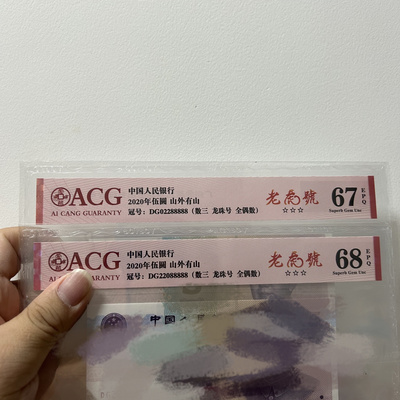 ACG
AI CANG GUARANTY
中国人民银行
2020年伍圆 山外有山
冠号：DG02288888（数三 龙珠号 全偶数）
老虎號
☆☆☆
67
EPQ
Superb Gem Unc
ACG
AI CANG GUARANTY
中国人民银行
2020年伍圆 山外有山
冠号：DG22088888（数三 龙珠号 全偶数）
老虎號
☆☆☆
68
EPQ
Superb Gem Unc
中国人民